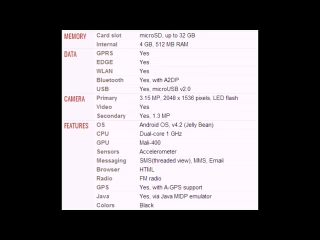 MEMORY Card slot microSD, up to 32 GB
Internal 4 GB, 512 MB RAM
DATA GPRS Yes
EDGE Yes
WLAN Yes
Bluetooth Yes, with A2DP
USB Yes, microUSB v2.0
CAMERA Primary 3.15 MP, 2048 x 1536 pixels, LED flash
Video Yes
Secondary Yes, 1.3 MP
FEATURES OS Android OS, v4.2 (Jelly Bean)
CPU Dual-core 1 GHz
GPU Mali-400
Sensors Accelerometer
Messaging SMS(threaded view), MMS, Email
Browser HTML
Radio FM radio
GPS Yes, with A-GPS support
Java Yes, via Java MIDP emulator
Colors Black